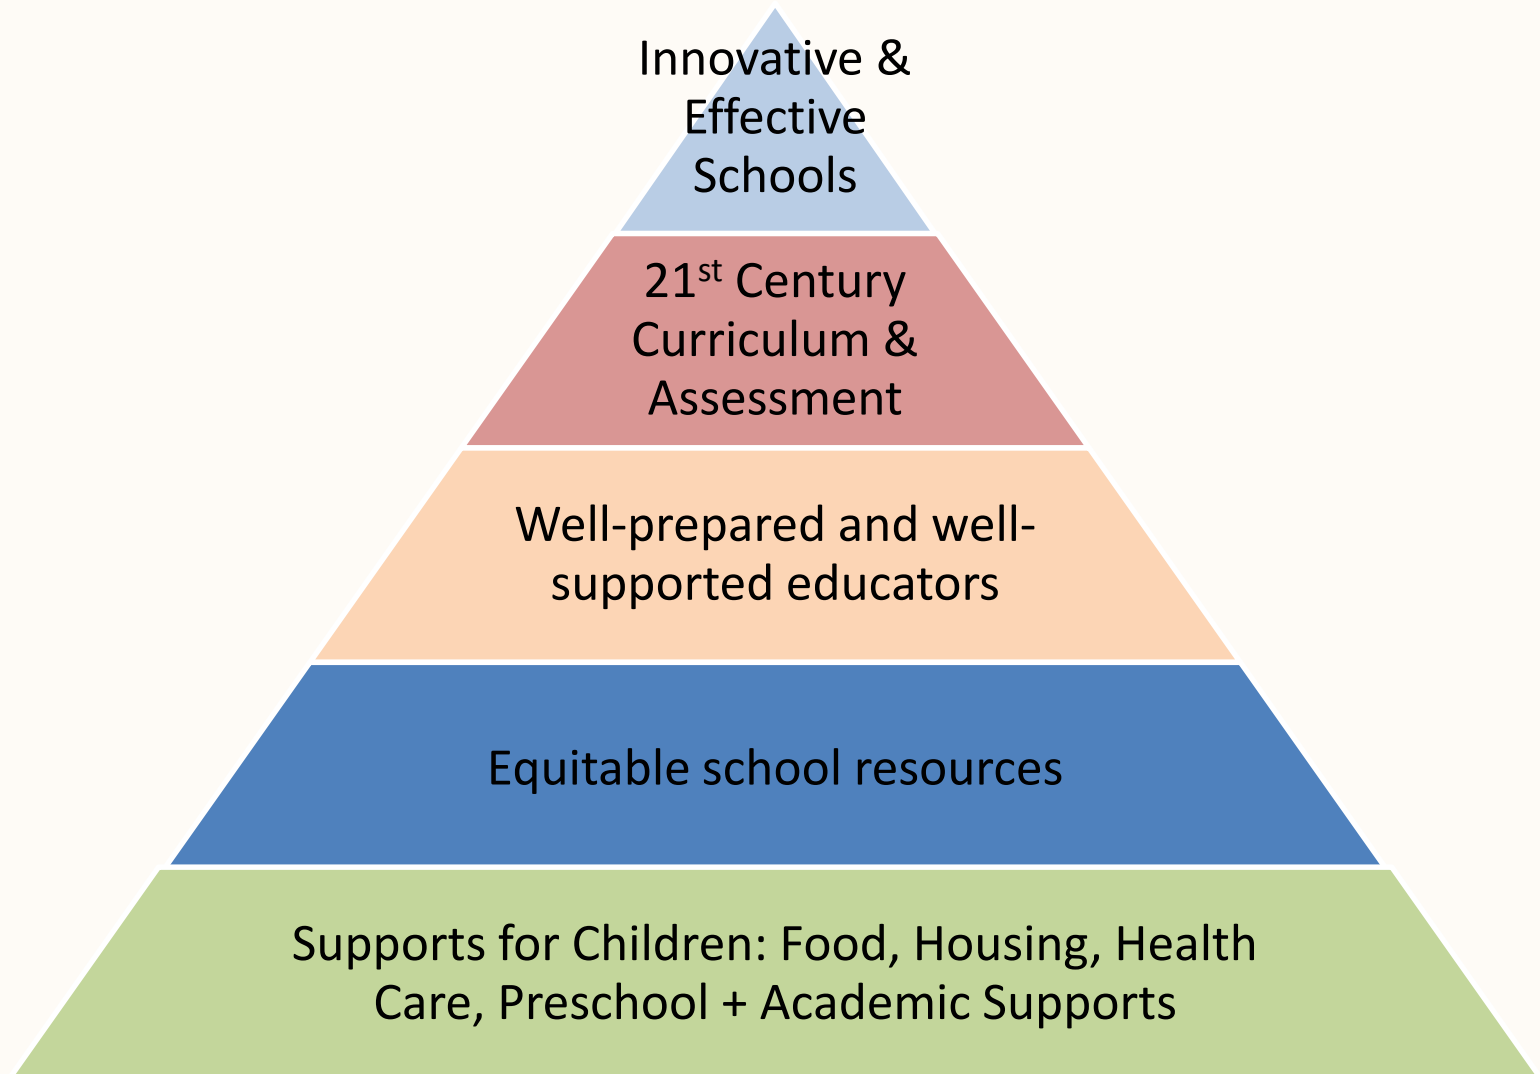 Innovative &
Effective
Schools
21st Century
Curriculum &
Assessment
Well-prepared and well-
supported educators
Equitable school resources
Supports for Children: Food, Housing, Health
Care, Preschool + Academic Supports